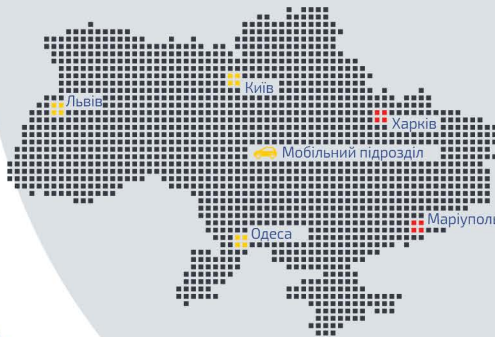 Київ
Львів
Харків
Мобільний підрозділ
Маріуполь
Одеса